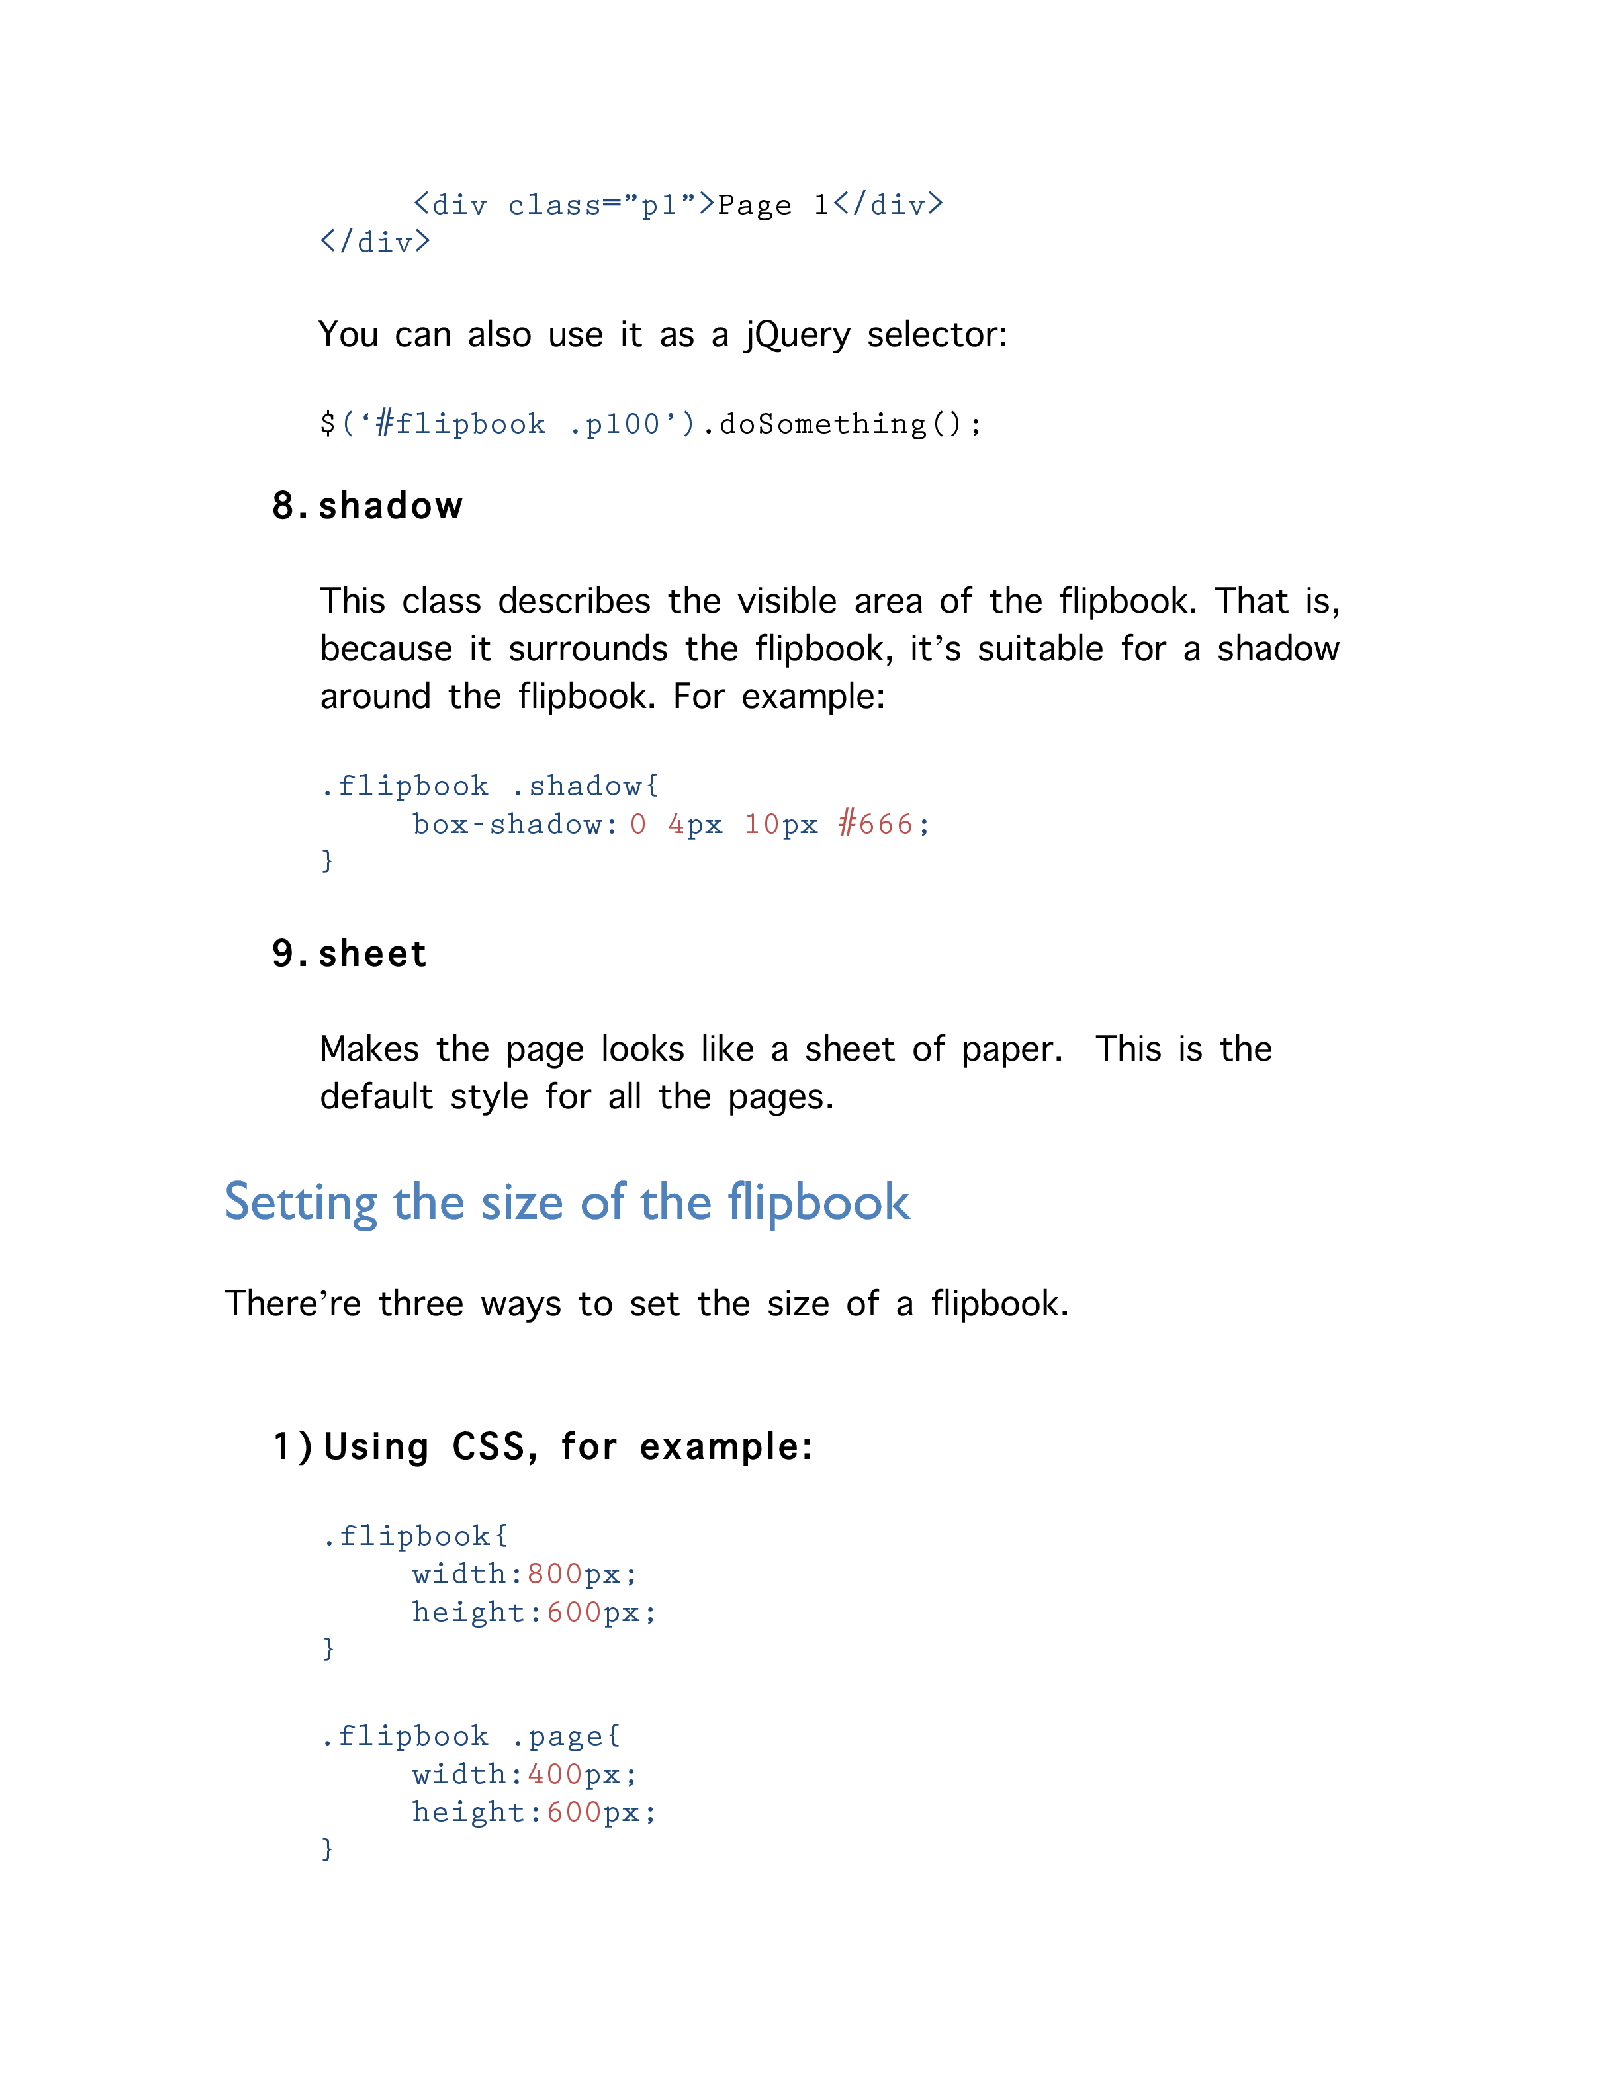 <div class=”p1”>Page 1</div>
</div>
You can also use it as a jQuery selector:
$(‘#flipbook .p100’).doSomething();
8. shadow
This class describes the visible area of the flipbook. That is,
because it surrounds the flipbook, it’s suitable for a shadow
around the flipbook. For example:
.flipbook .shadow{
box-shadow: 0 4px 10px #666;
}
9. sheet
Makes the page looks like a sheet of paper. This is the
default style for all the pages.
Setting the size of the flipbook
There’re three ways to set the size of a flipbook.
1) Using CSS, for example:
.flipbook{
width:800px;
height:600px;
}
.flipbook .page{
width:400px;
height:600px;
}